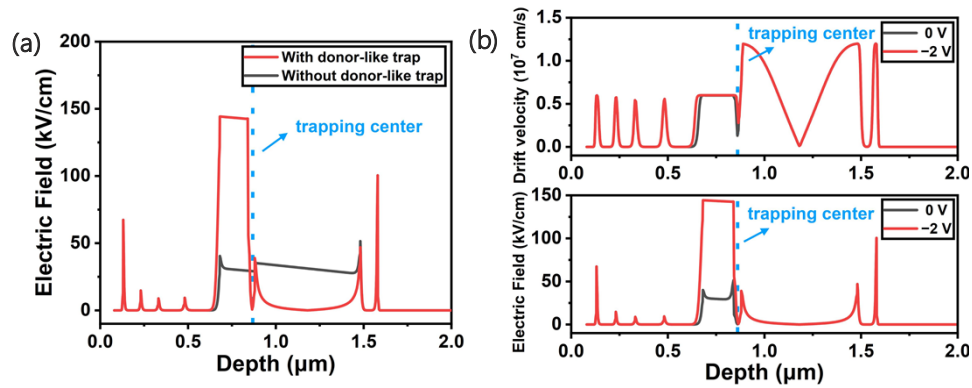 (a)
200
150
100
50
0
Electric Field (kV/cm)
With donor-like trap
Without donor-like trap
trapping center
0.0 0.5 1.0 1.5 2.0
Depth (μm)
(b)
1.5
1.0
0.5
0.0
Drift velocity (10⁷ cm/s)
trapping center
0 V
−2 V
0.0 0.5 1.0 1.5 2.0
150
100
50
0
Electric Field (kV/cm)
trapping center
0 V
−2 V
0.0 0.5 1.0 1.5 2.0
Depth (μm)